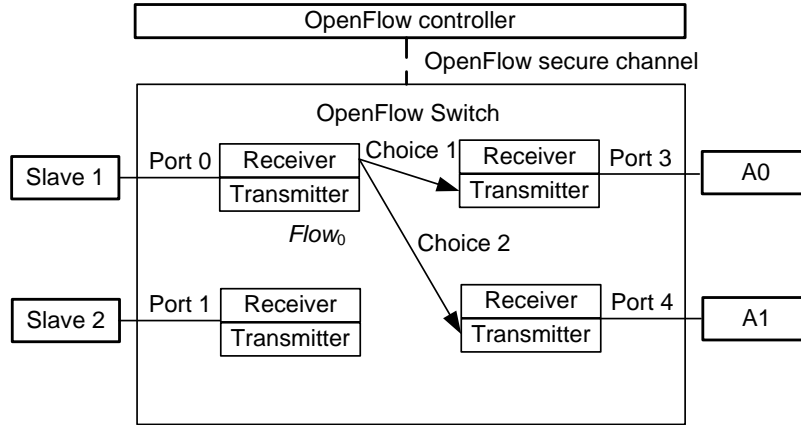 OpenFlow controller
OpenFlow secure channel
OpenFlow Switch
Slave 1
Port 0
Receiver
Transmitter
Choice 1
Receiver
Transmitter
Port 3
A0
Flow0
Choice 2
Slave 2
Port 1
Receiver
Transmitter
Receiver
Transmitter
Port 4
A1